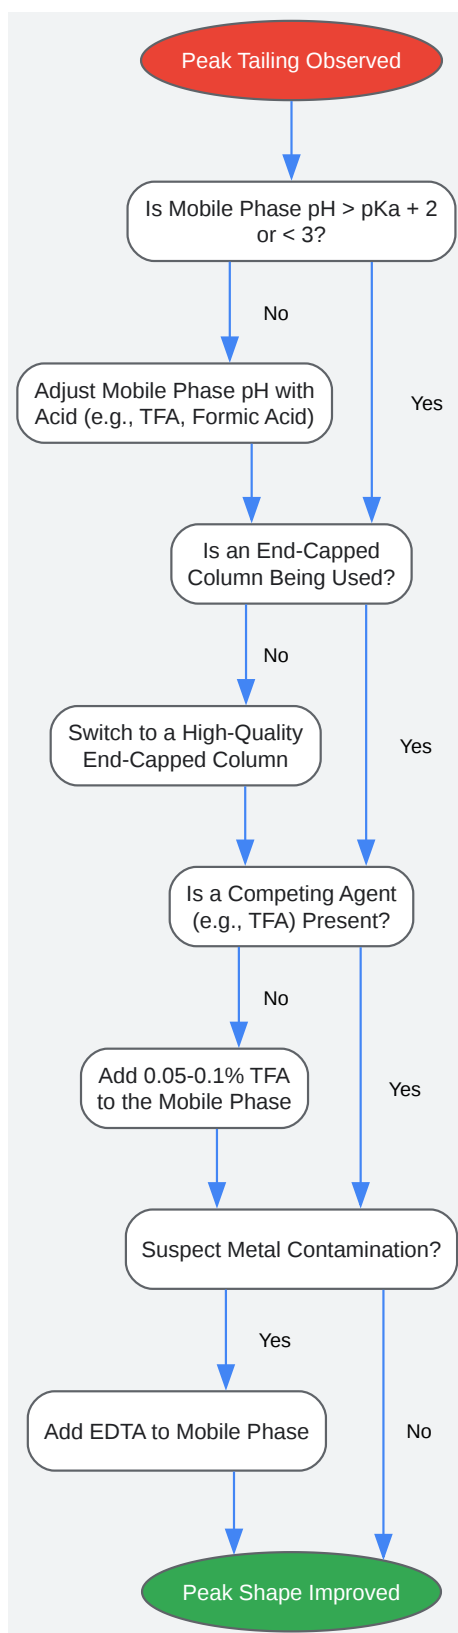 Peak Tailing Observed
Is Mobile Phase pH > pKa + 2
or < 3?
No
Adjust Mobile Phase pH with
Acid (e.g., TFA, Formic Acid)
Yes
Is an End-Capped
Column Being Used?
No
Switch to a High-Quality
End-Capped Column
Yes
Is a Competing Agent
(e.g., TFA) Present?
No
Add 0.05-0.1% TFA
to the Mobile Phase
Yes
Suspect Metal Contamination?
Yes
Add EDTA to Mobile Phase
No
Peak Shape Improved